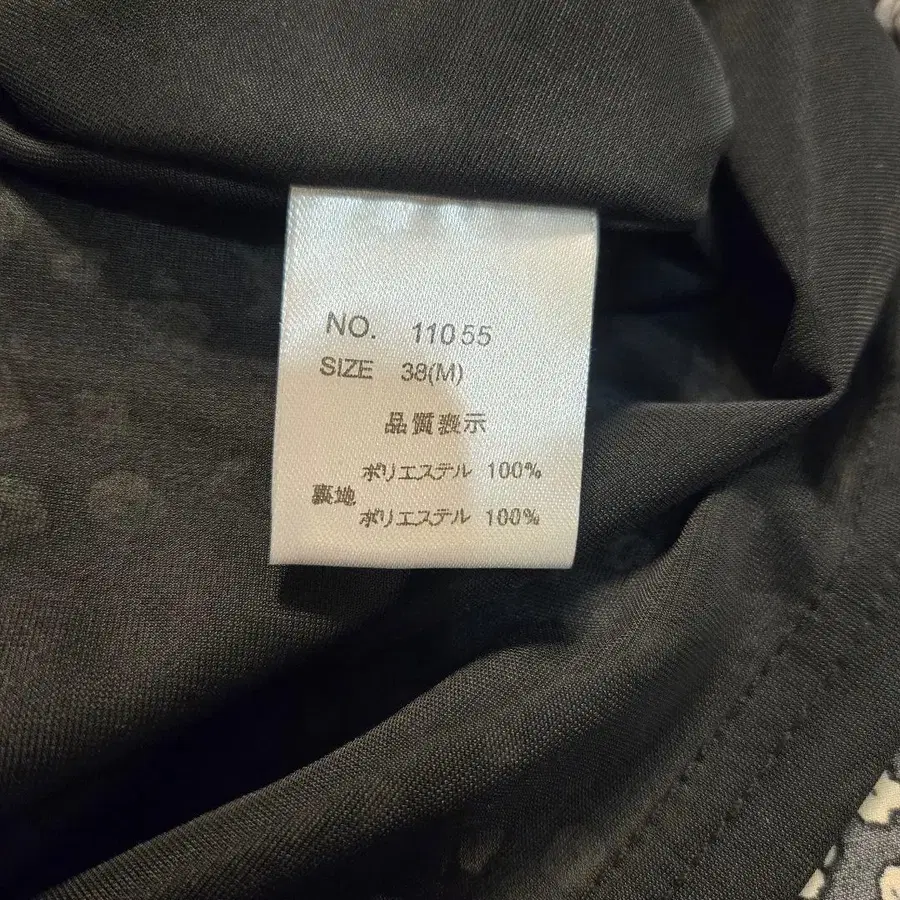 NO. 11055
SIZE 38(M)
品質表示
ポリエステル 100%
裏地
ポリエステル 100%